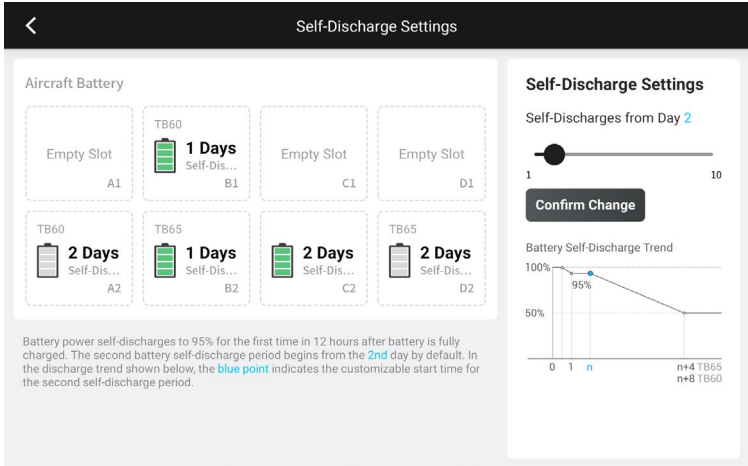 Self-Discharge Settings
Aircraft Battery
Empty Slot
A1
TB60
1 Days
Self-Dis...
B1
Empty Slot
C1
Empty Slot
D1
TB60
2 Days
Self-Dis...
A2
TB65
1 Days
Self-Dis...
B2
2 Days
Self-Dis...
C2
TB65
2 Days
Self-Dis...
D2
Battery power self-discharges to 95% for the first time in 12 hours after battery is fully
charged. The second battery self-discharge period begins from the 2nd day by default. In
the discharge trend shown below, the blue point indicates the customizable start time for
the second self-discharge period.
Self-Discharge Settings
Self-Discharges from Day 2
1 10
Confirm Change
Battery Self-Discharge Trend
100%
95%
50%
0 1 n n+4 TB65
n+8 TB60